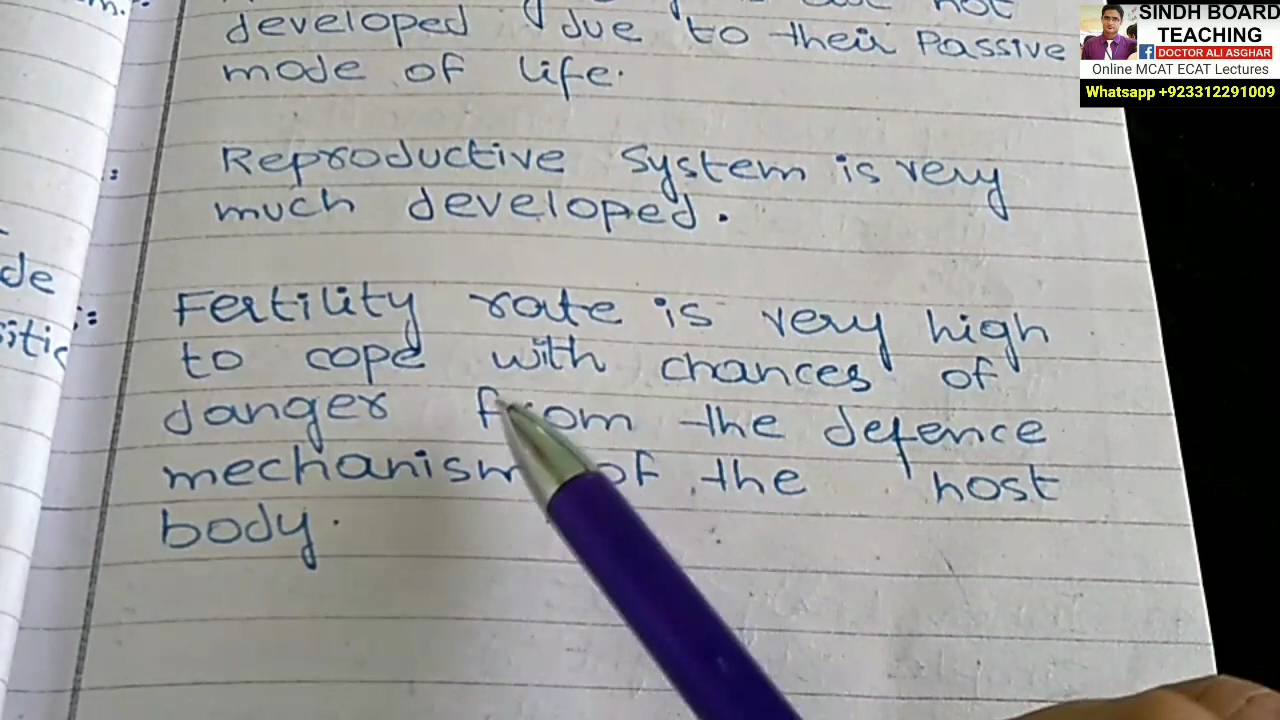 m.
not
developed due to their Passive
mode of life.
:
Reproductive System is very
much developed.
de
sitic
:
Fertility rate is very high
to cope with chances of
danger from the defence
mechanism of the host
body.
SINDH BOARD
TEACHING
f DOCTOR ALI ASGHAR
Online MCAT ECAT Lectures
Whatsapp +923312291009